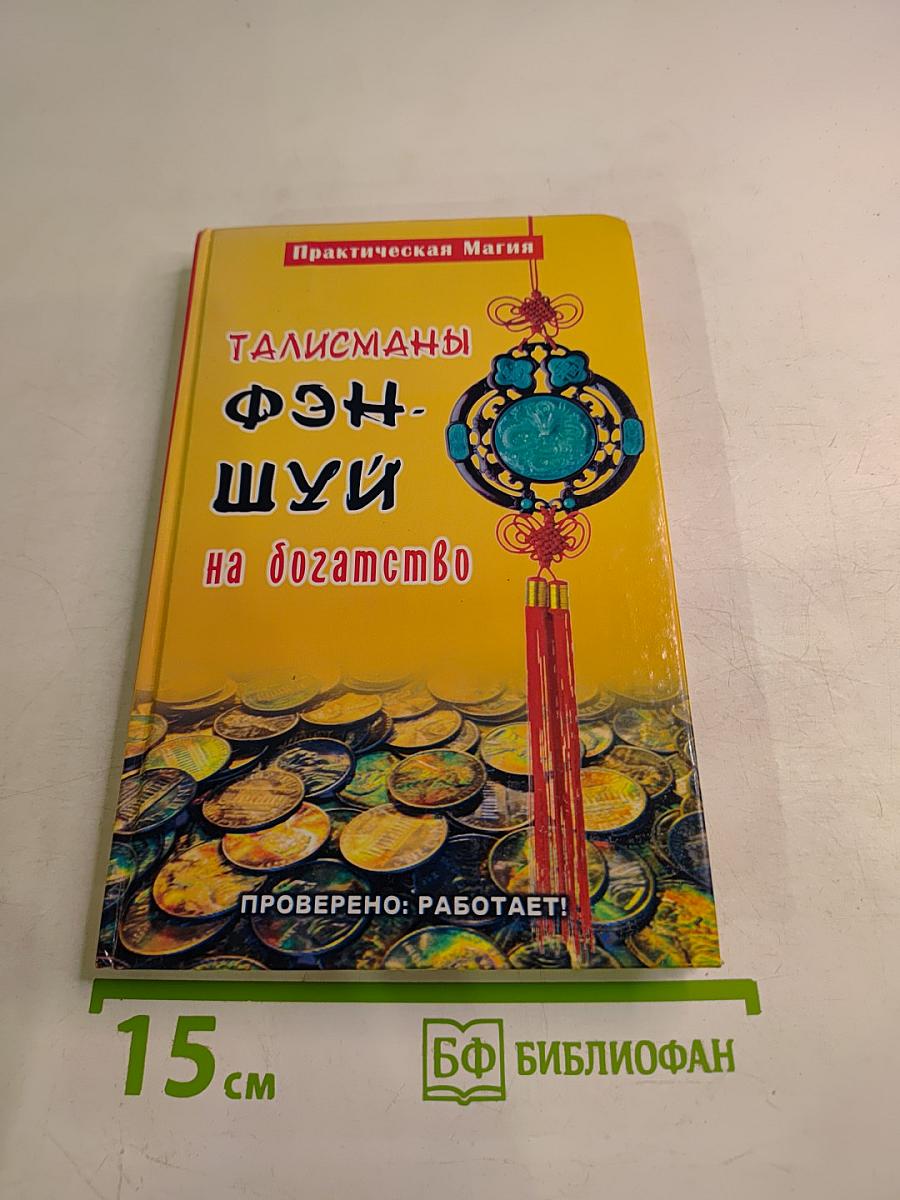 Практическая Магия
ТАЛИСМАНЫ
ФЭН-
ШУЙ
на богатство
ПРОВЕРЕНО: РАБОТАЕТ!
15 см
БФ БИБЛИОФАН